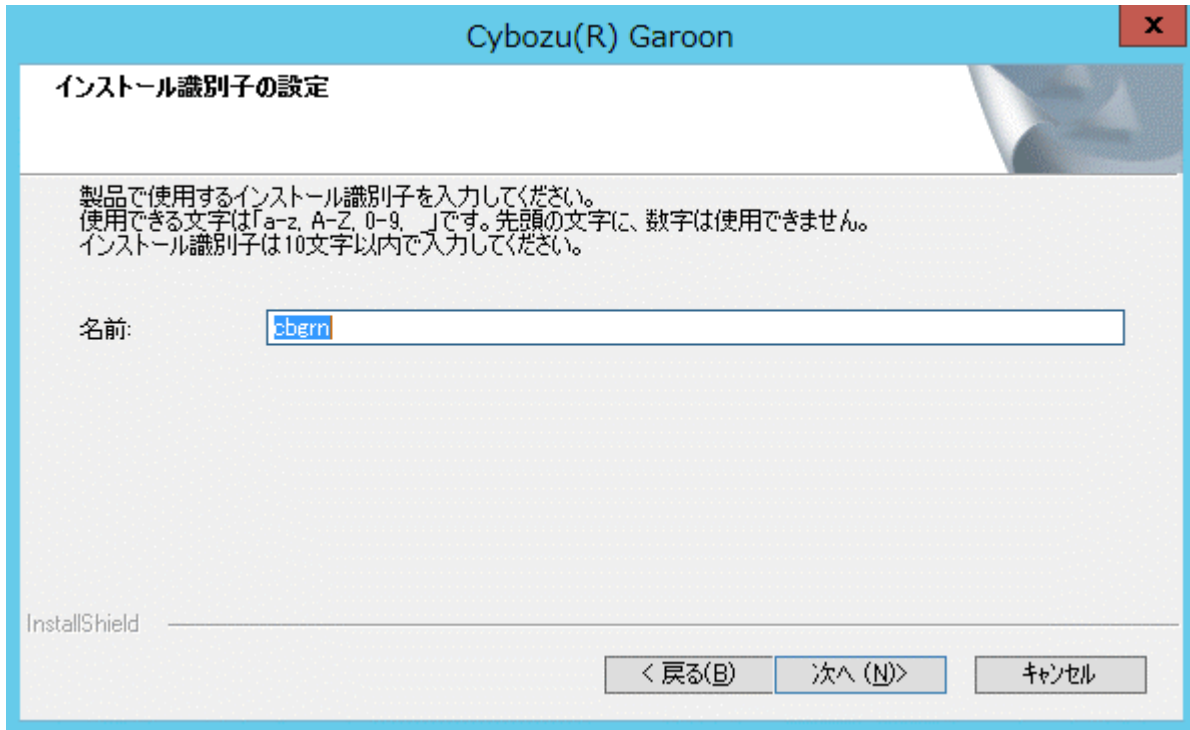 Cybozu(R) Garoon
x
インストール識別子の設定
製品で使用するインストール識別子を入力してください。
使用できる文字は「a-z, A-Z, 0-9, _」です。先頭の文字に、数字は使用できません。
インストール識別子は10文字以内で入力してください。
名前:
cbgrn
InstallShield
< 戻る(B)
次へ (N)>
キャンセル